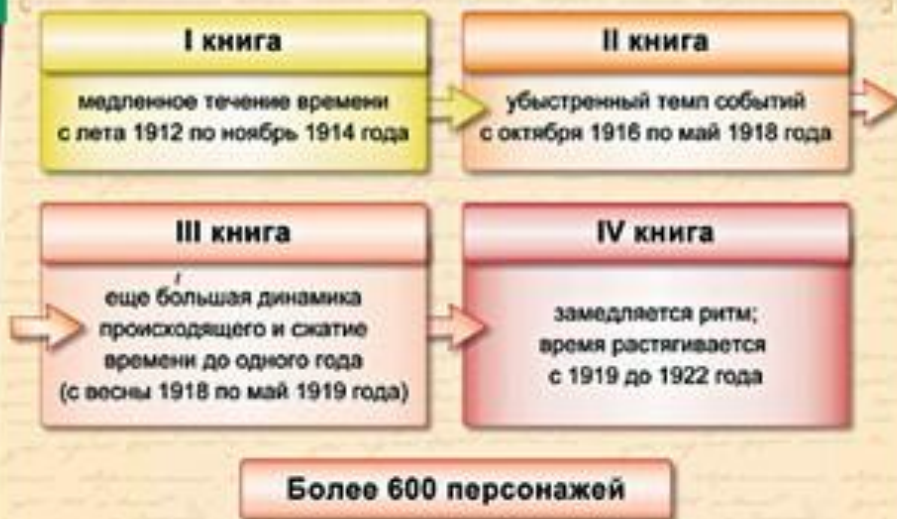 I книга
медленное течение времени
с лета 1912 по ноябрь 1914 года
II книга
убыстренный темп событий
с октября 1916 по май 1918 года
III книга
еще бо́льшая динамика
происходящего и сжатие
времени до одного года
(с весны 1918 по май 1919 года)
IV книга
замедляется ритм;
время растягивается
с 1919 до 1922 года
Более 600 персонажей